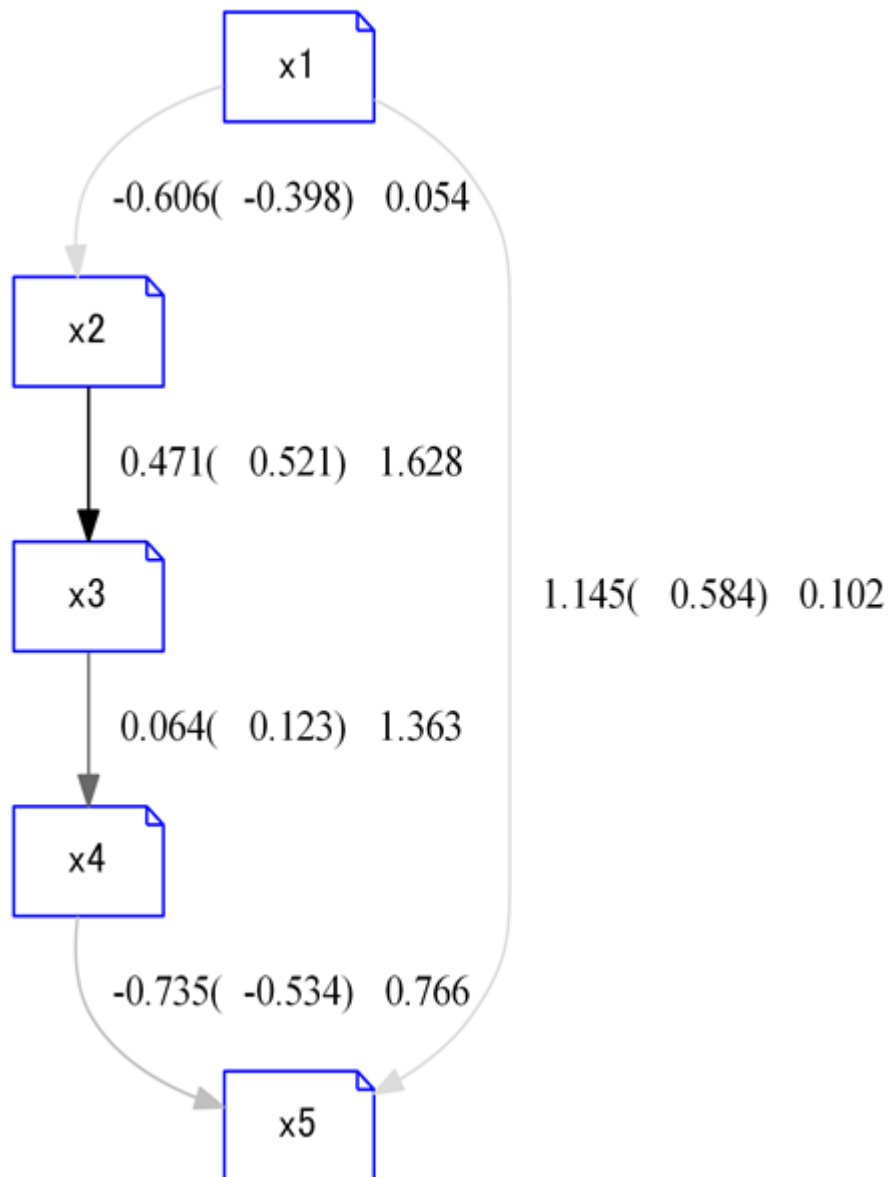 x1
-0.606( -0.398) 0.054
x2
0.471( 0.521) 1.628
x3
1.145( 0.584) 0.102
0.064( 0.123) 1.363
x4
-0.735( -0.534) 0.766
x5